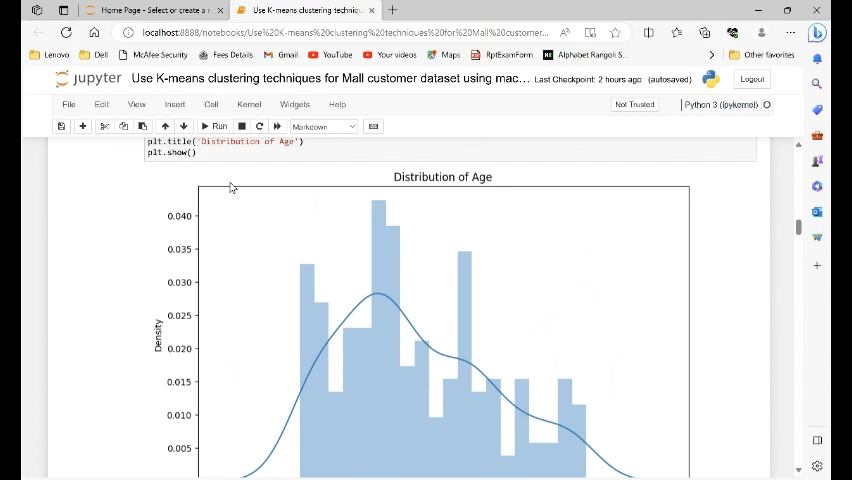 Home Page - Select or create a n
Use K-means clustering techniqu
localhost:8888/notebooks/Use%20K-means%20clustering%20techniques%20for%20Mall%20customer...
Lenovo
Dell
McAfee Security
Fees Details
Gmail
YouTube
Your videos
Maps
RptExamForm
Alphabet Rangoli S...
Other favorites
jupyter
Use K-means clustering techniques for Mall customer dataset using mac...
Last Checkpoint: 2 hours ago (autosaved)
Logout
File Edit View Insert Cell Kernel Widgets Help
Not Trusted
Python 3 (ipykernel)
Run
Markdown
plt.title('Distribution of Age')
plt.show()
Distribution of Age
0.040
0.035
0.030
0.025
Density
0.020
0.015
0.010
0.005